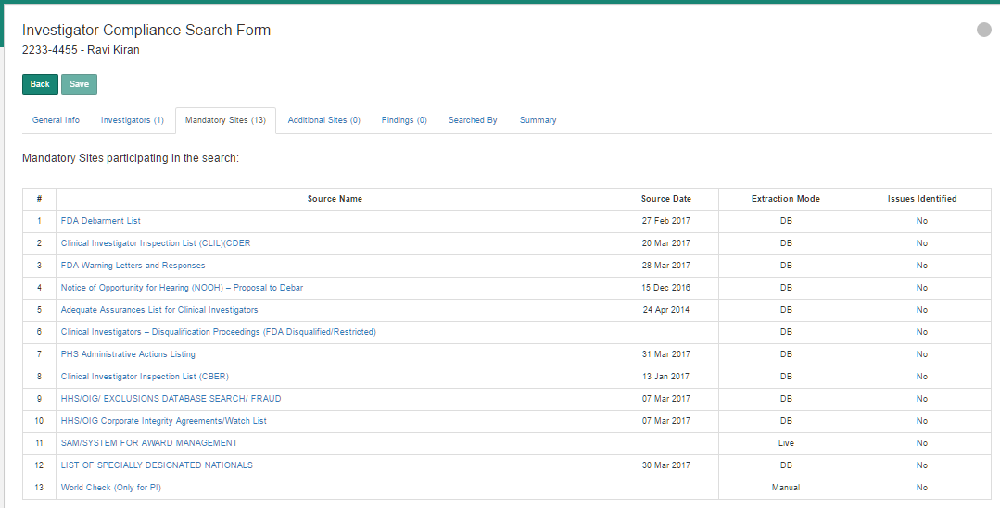 Investigator Compliance Search Form
2233-4455 - Ravi Kiran
Back Save
General Info Investigators (1) Mandatory Sites (13) Additional Sites (0) Findings (0) Searched By Summary
Mandatory Sites participating in the search:
# Source Name Source Date Extraction Mode Issues Identified
1 FDA Debarment List 27 Feb 2017 DB No
2 Clinical Investigator Inspection List (CLIL)(CDER 20 Mar 2017 DB No
3 FDA Warning Letters and Responses 28 Mar 2017 DB No
4 Notice of Opportunity for Hearing (NOOH) – Proposal to Debar 15 Dec 2016 DB No
5 Adequate Assurances List for Clinical Investigators 24 Apr 2014 DB No
6 Clinical Investigators – Disqualification Proceedings (FDA Disqualified/Restricted) DB No
7 PHS Administrative Actions Listing 31 Mar 2017 DB No
8 Clinical Investigator Inspection List (CBER) 13 Jan 2017 DB No
9 HHS/OIG/ EXCLUSIONS DATABASE SEARCH/ FRAUD 07 Mar 2017 DB No
10 HHS/OIG Corporate Integrity Agreements/Watch List 07 Mar 2017 DB No
11 SAM/SYSTEM FOR AWARD MANAGEMENT Live No
12 LIST OF SPECIALLY DESIGNATED NATIONALS 30 Mar 2017 DB No
13 World Check (Only for PI) Manual No